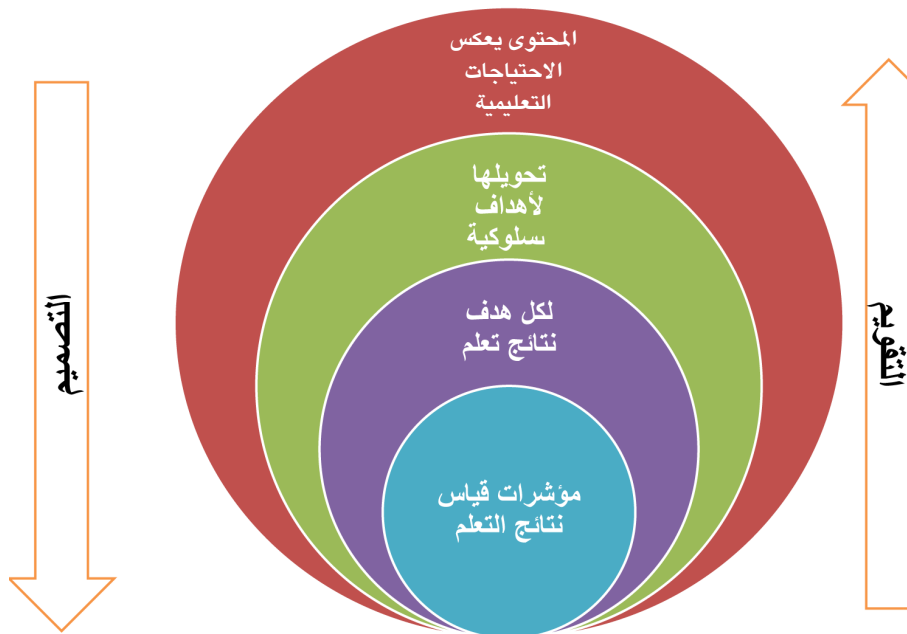 المحتوى يعكس
الاحتياجات
التعليمية
تحويلها
لأهداف
سلوكية
لكل هدف
نتائج تعلم
مؤشرات قياس
نتائج التعلم
التقويم
التصميم